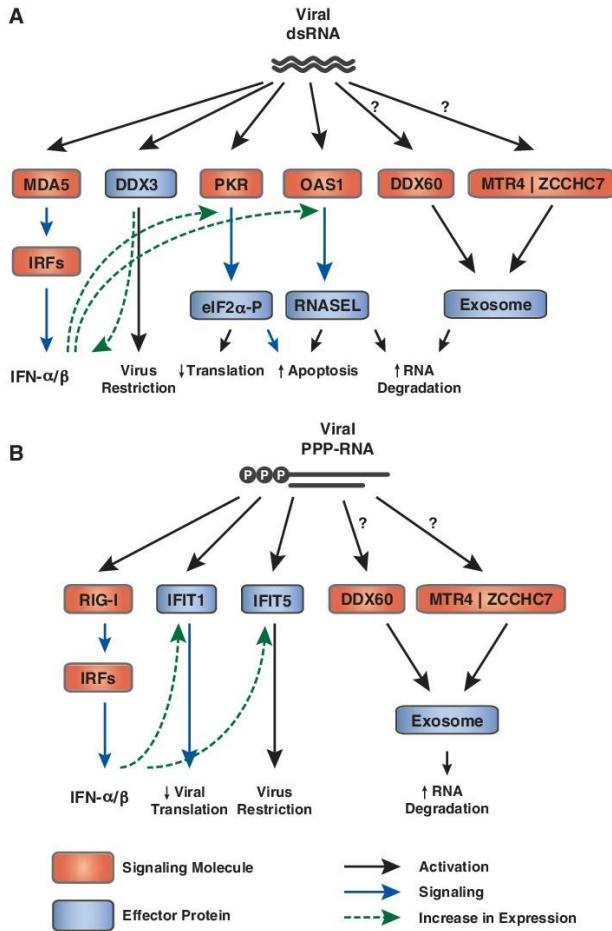 A
Viral
dsRNA
?
?
MDA5
DDX3
PKR
OAS1
DDX60
MTR4 | ZCCHC7
IRFs
eIF2α-P
RNASEL
Exosome
IFN-α/β
Virus
Restriction
↓Translation
↑ Apoptosis
↑ RNA
Degradation
B
Viral
PPP-RNA
P P P
?
?
RIG-I
IFIT1
IFIT5
DDX60
MTR4 | ZCCHC7
IRFs
Exosome
IFN-α/β
↓ Viral
Translation
Virus
Restriction
↑ RNA
Degradation
Signaling Molecule
Activation
Signaling
Effector Protein
Increase in Expression